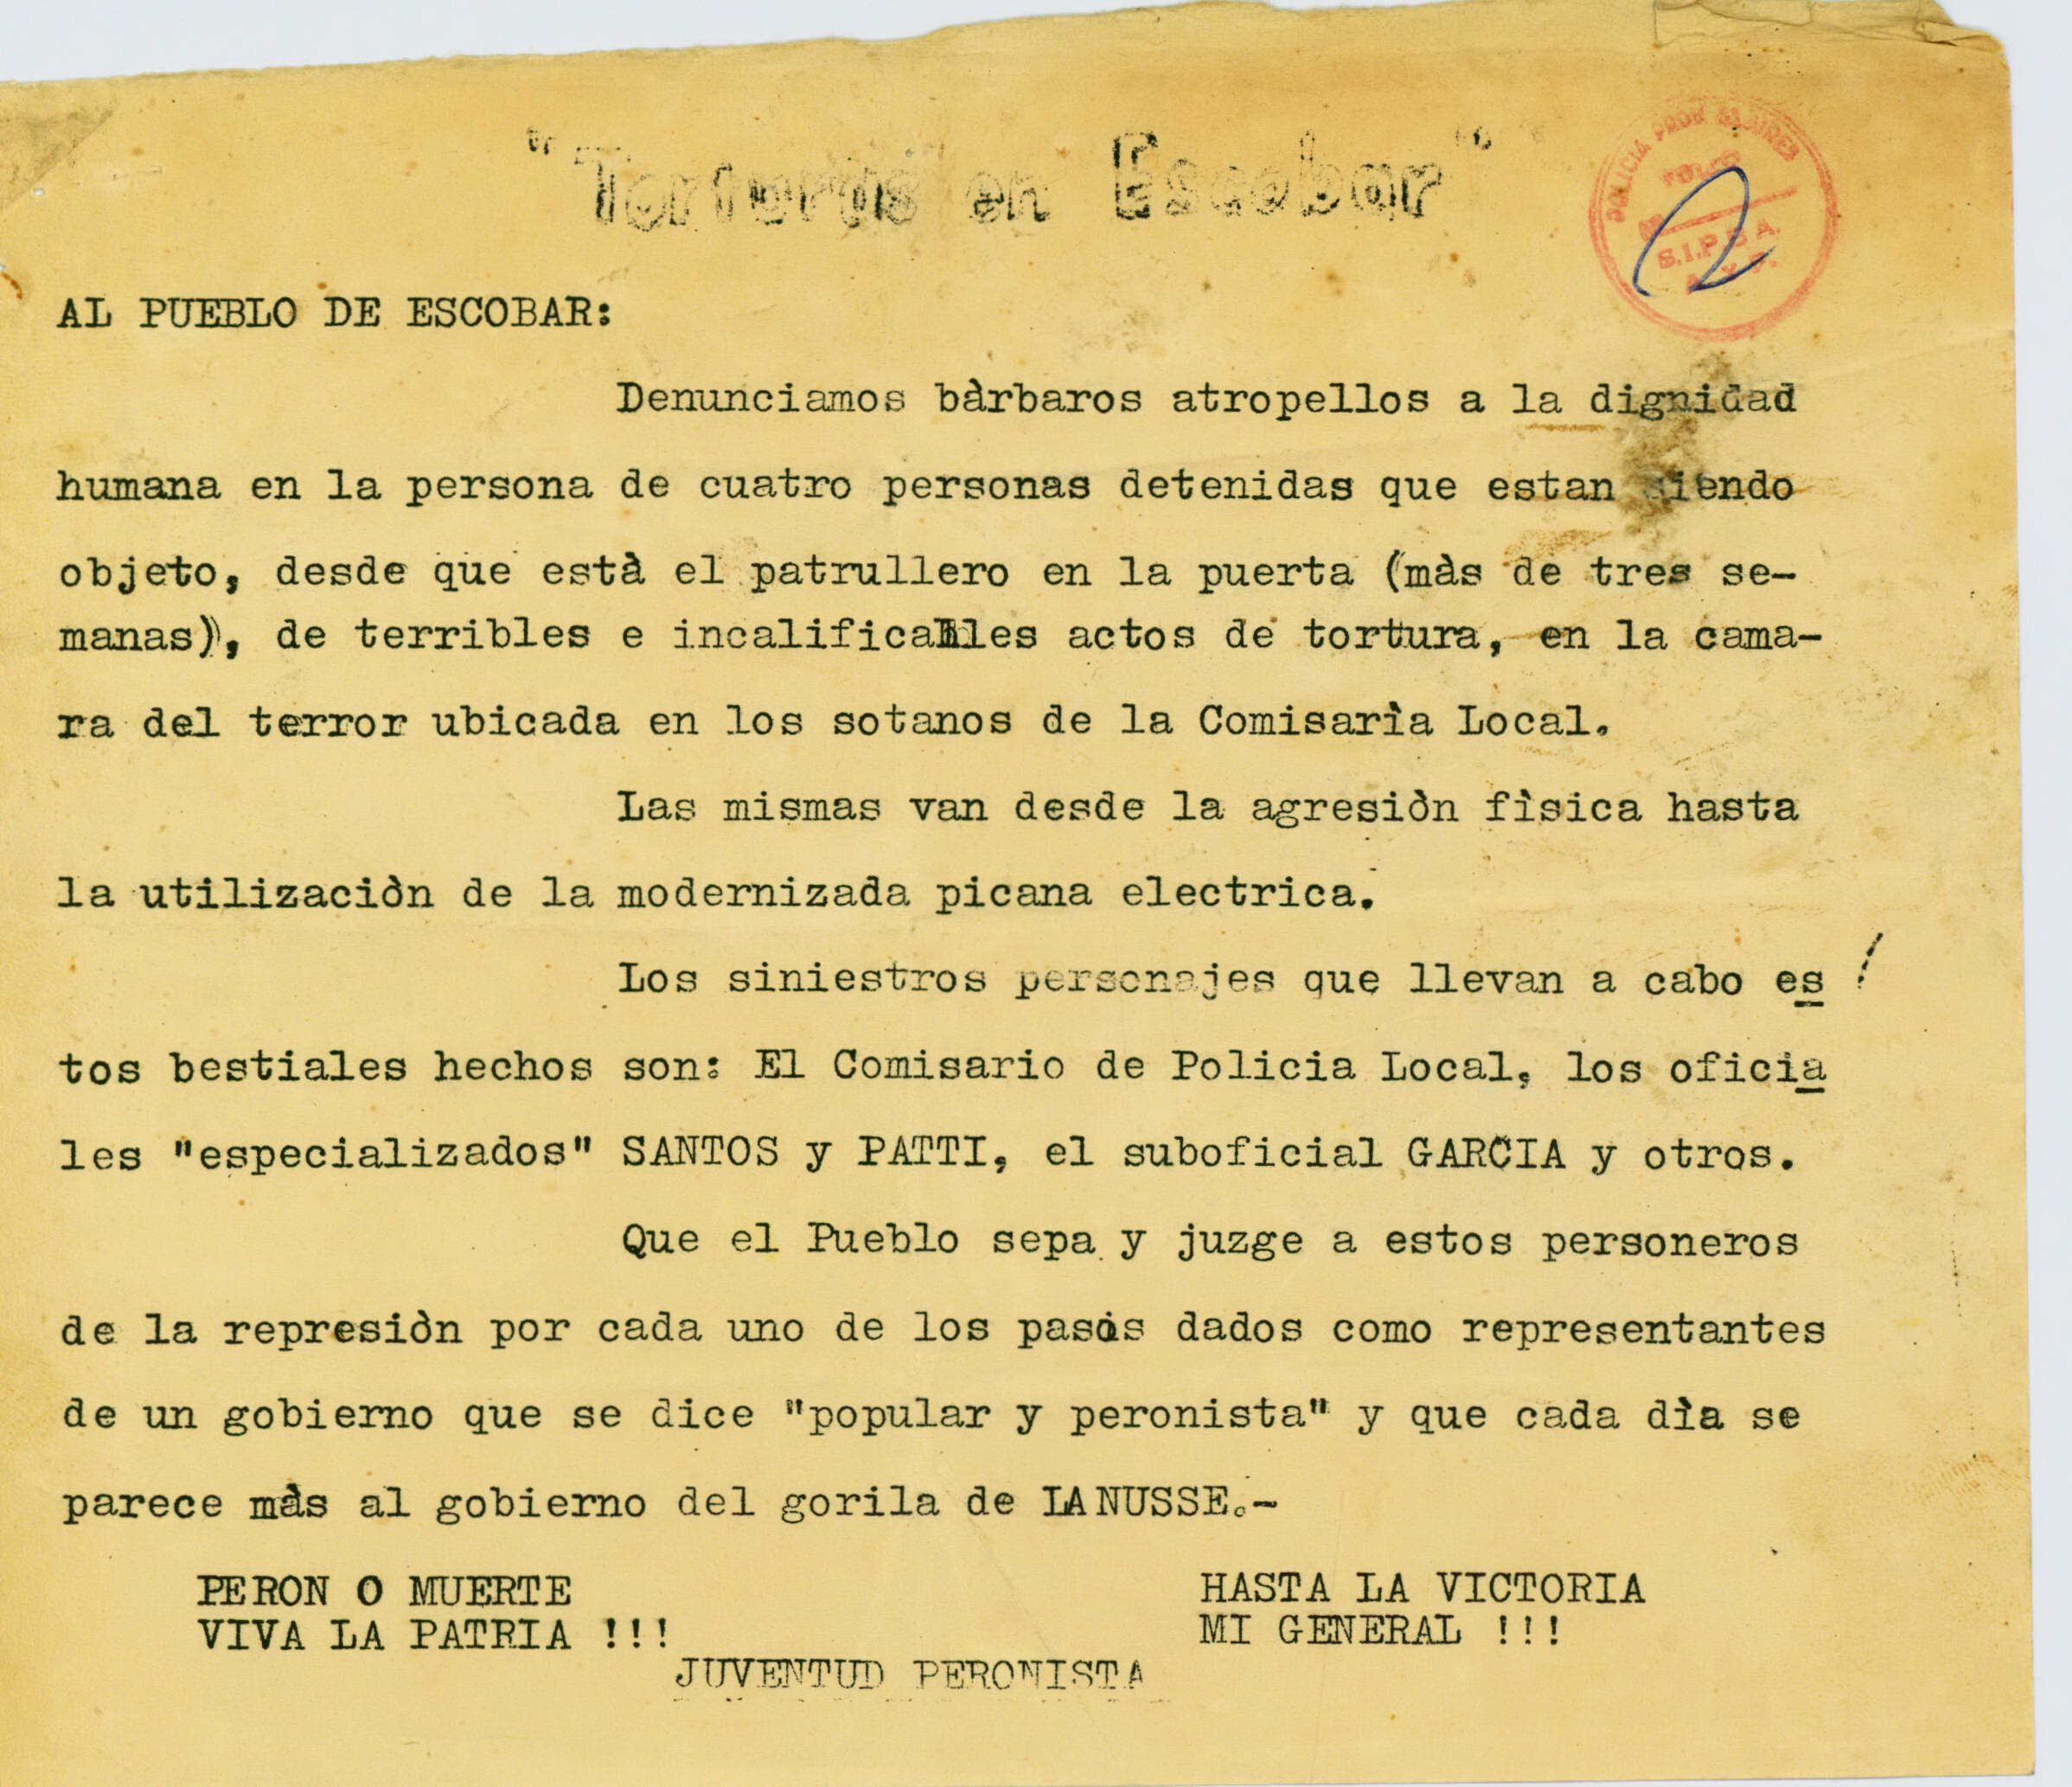 "Torturas en Escobar"
POLICIA PROV BS. AIRES
S.I.P.B A.
2
AL PUEBLO DE ESCOBAR:
Denunciamos bàrbaros atropellos a la dignidad
humana en la persona de cuatro personas detenidas que estan siendo
objeto, desde que està el patrullero en la puerta (màs de tres se-
manas), de terribles e incalificables actos de tortura, en la cama-
ra del terror ubicada en los sotanos de la Comisarìa Local.
Las mismas van desde la agresiòn fìsica hasta
la utilizaciòn de la modernizada picana electrica.
Los siniestros personajes que llevan a cabo es
tos bestiales hechos son: El Comisario de Policia Local, los oficia
les "especializados" SANTOS y PATTI, el suboficial GARCIA y otros.
Que el Pueblo sepa y juzge a estos personeros
de la represiòn por cada uno de los pasos dados como representantes
de un gobierno que se dice "popular y peronista" y que cada dìa se
parece màs al gobierno del gorila de LANUSSE.-
PERON O MUERTE
VIVA LA PATRIA !!!
HASTA LA VICTORIA
MI GENERAL !!!
JUVENTUD PERONISTA